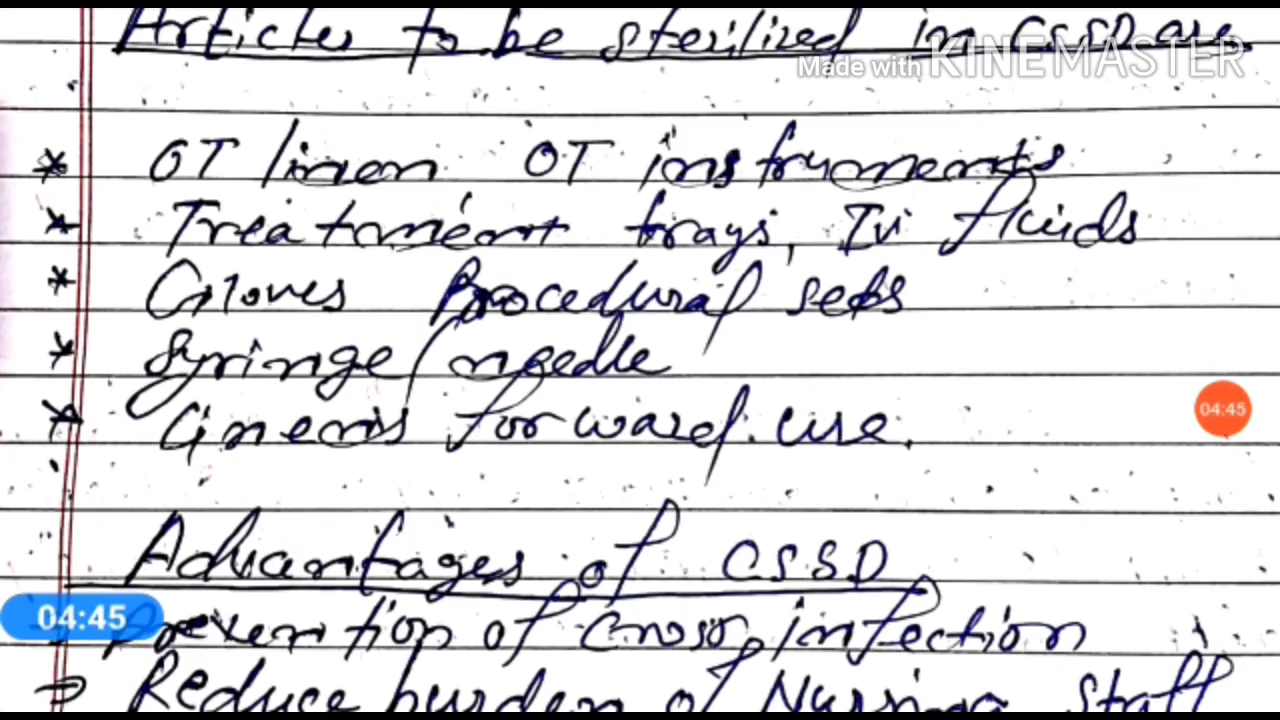 Articles to be sterilized in CSSD are
Made with KINEMASTER
* OT linen OT instruments
* Treatment trays, IV fluids
* Gloves Procedural sets
* Syringe / needle
04:45
* Linens for ward use.
Advantages of CSSD
04:45
Prevention of cross infection
→ Reduce burden of Nursing staff